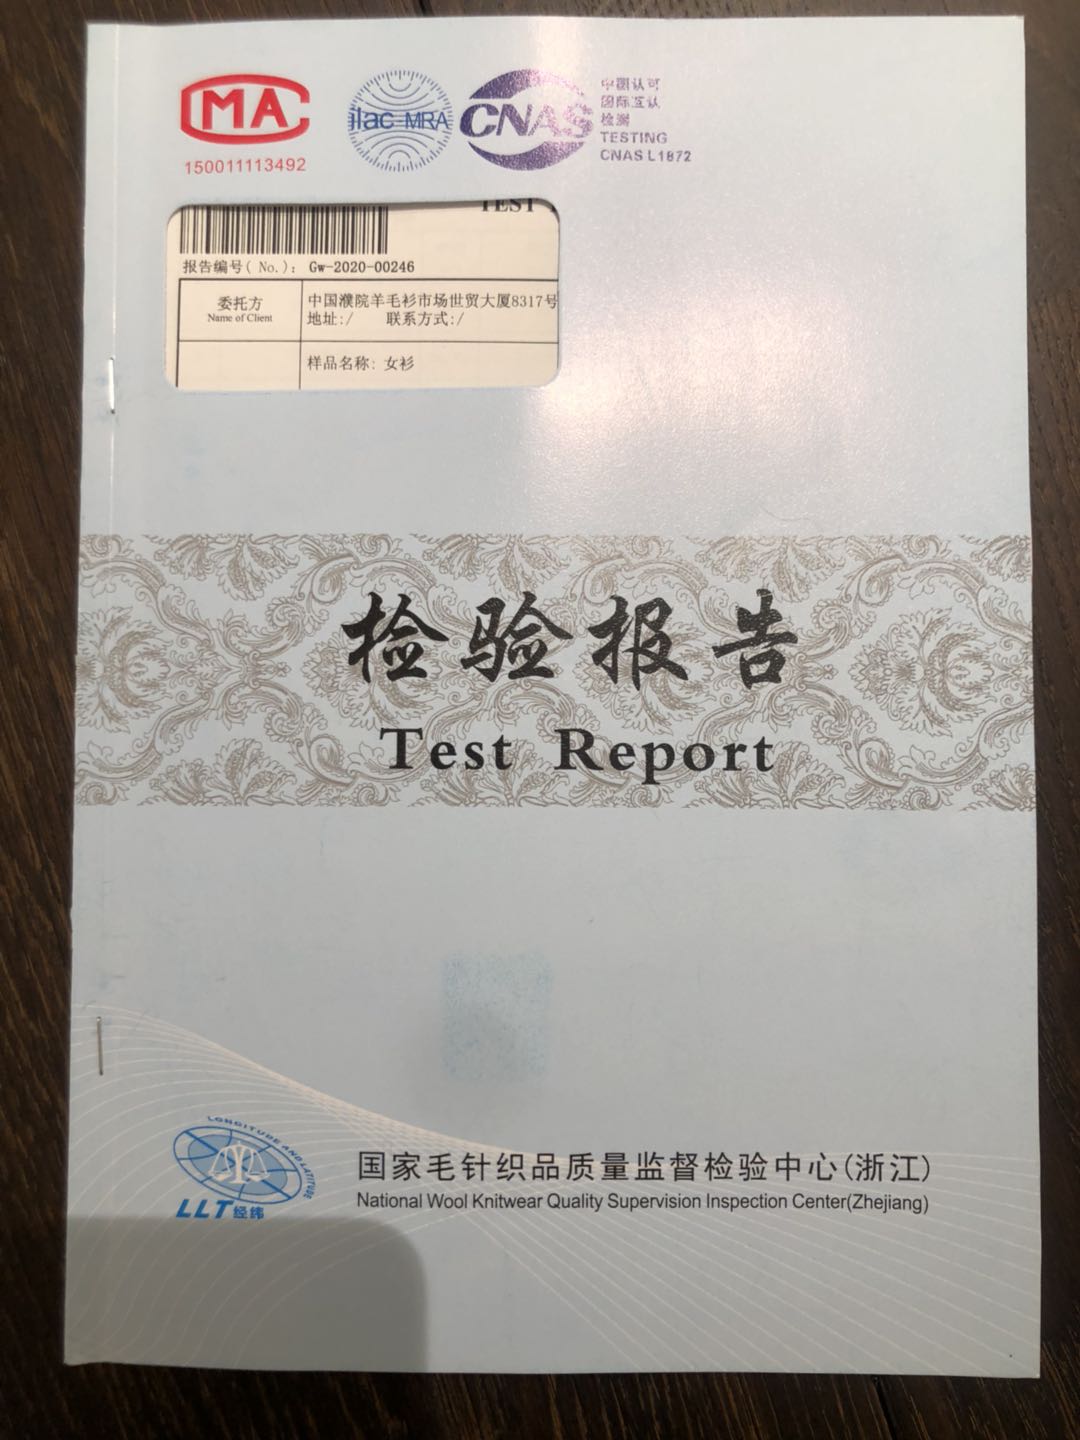 MA
150011113492
ilac-MRA
CNAS
中国认可
国际互认
检测
TESTING
CNAS L1872
TEST
报告编号( No.): Gw-2020-00246
委托方
Name of Client
中国濮院羊毛衫市场世贸大厦8317号
地址:/ 联系方式:/
样品名称: 女衫
检验报告
Test Report
LONGITUDE AND LATITUDE
LLT经纬
国家毛针织品质量监督检验中心(浙江)
National Wool Knitwear Quality Supervision Inspection Center(Zhejiang)